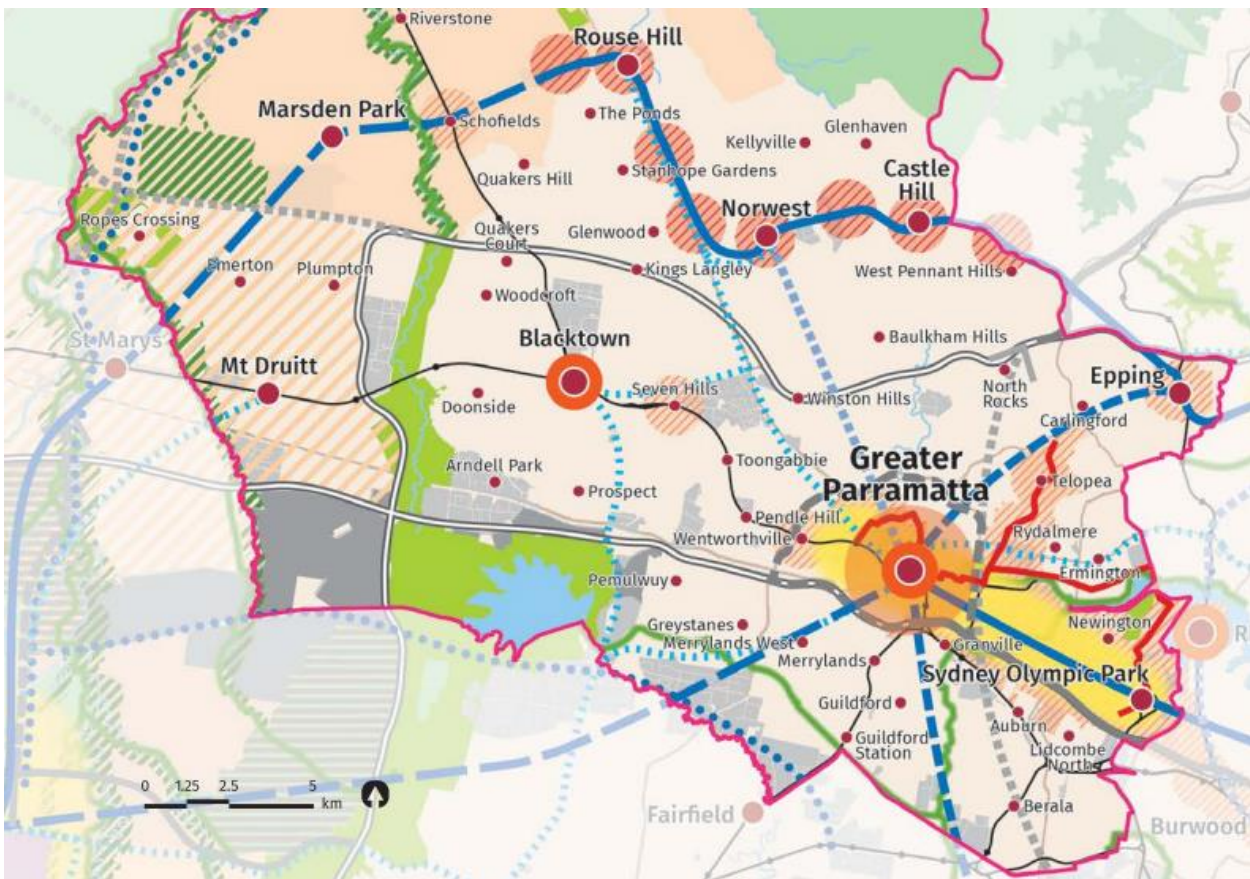 Riverstone
Rouse Hill
Marsden Park
The Ponds
Schofields
Kellyville
Glenhaven
Castle
Hill
Quakers Hill
Stanhope Gardens
Norwest
Ropes Crossing
Quakers
Court
Glenwood
Emerton
Plumpton
Kings Langley
West Pennant Hills
Woodcroft
St Marys
Blacktown
Baulkham Hills
Mt Druitt
Seven Hills
North
Rocks
Epping
Doonside
Winston Hills
Carlingford
Arndell Park
Toongabbie
Greater
Parramatta
Telopea
Prospect
Pendle Hill
Wentworthville
Rydalmere
Ermington
Pemulwuy
Greystanes
Newington
R
Merrylands West
Granville
Merrylands
Sydney Olympic Park
Guildford
Auburn
Guildford
Station
Lidcombe
North
0 1.25 2.5 5
km
Fairfield
Berala
Burwood